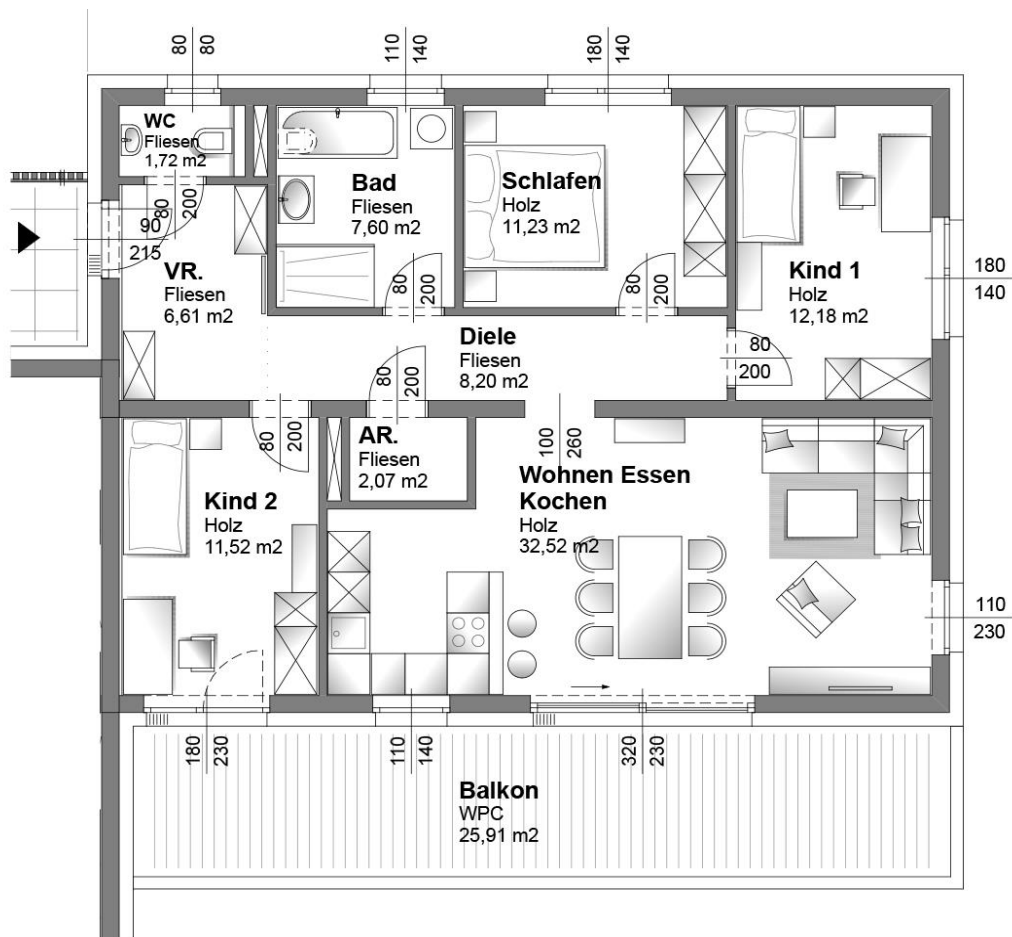 80
80
110
140
180
140
WC
Fliesen
1,72 m2
80
200
90
215
VR.
Fliesen
6,61 m2
Bad
Fliesen
7,60 m2
80
200
Schlafen
Holz
11,23 m2
80
200
Kind 1
Holz
12,18 m2
180
140
Diele
Fliesen
8,20 m2
80
200
80
200
80
200
AR.
Fliesen
2,07 m2
100
260
Wohnen Essen
Kochen
Holz
32,52 m2
Kind 2
Holz
11,52 m2
110
230
180
230
110
140
320
230
Balkon
WPC
25,91 m2